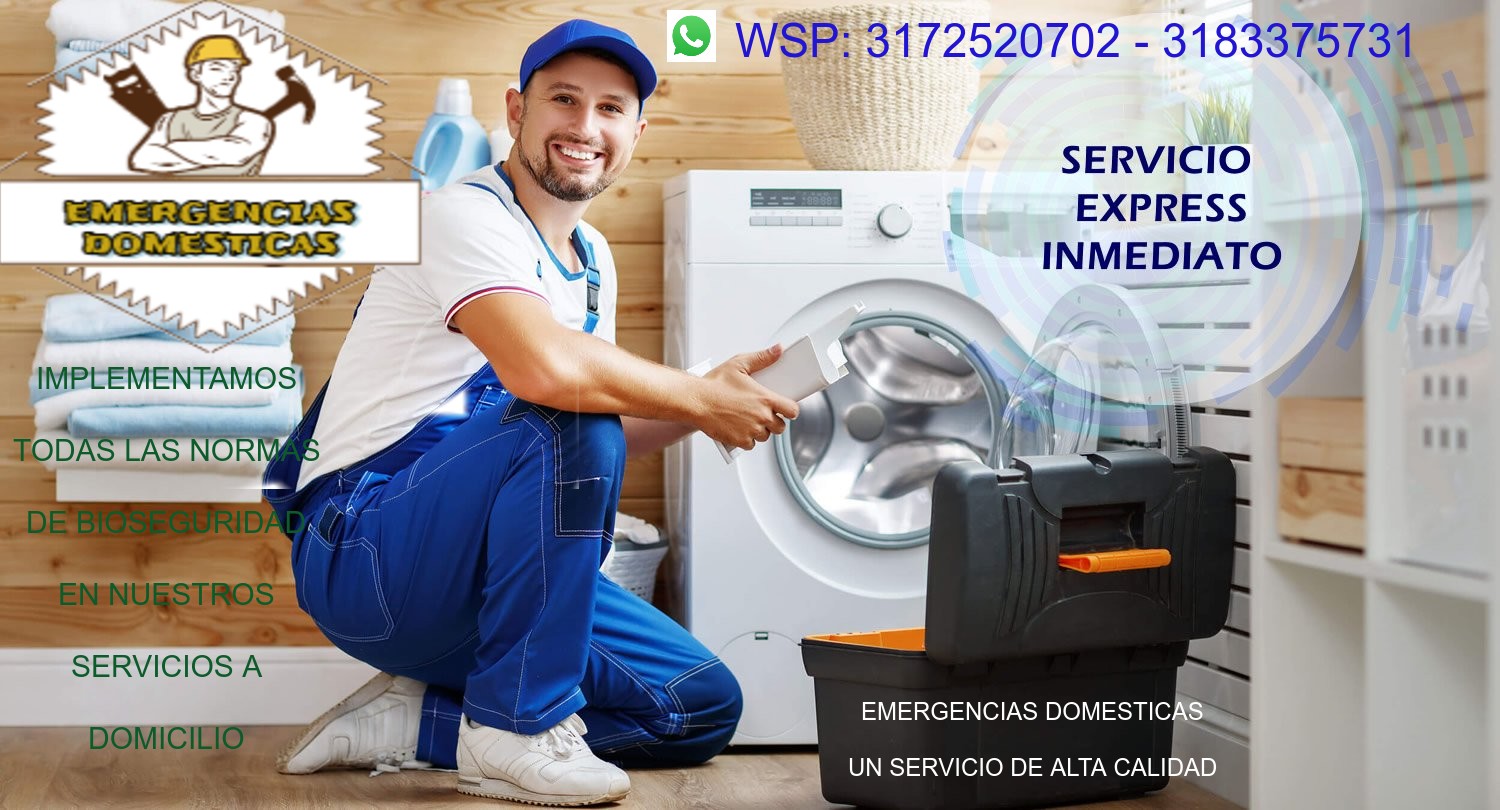 WSP: 3172520702 - 3183375731
EMERGENCIAS
DOMESTICAS
SERVICIO
EXPRESS
INMEDIATO
IMPLEMENTAMOS
TODAS LAS NORMAS
DE BIOSEGURIDAD
EN NUESTROS
SERVICIOS A
DOMICILIO
EMERGENCIAS DOMESTICAS
UN SERVICIO DE ALTA CALIDAD